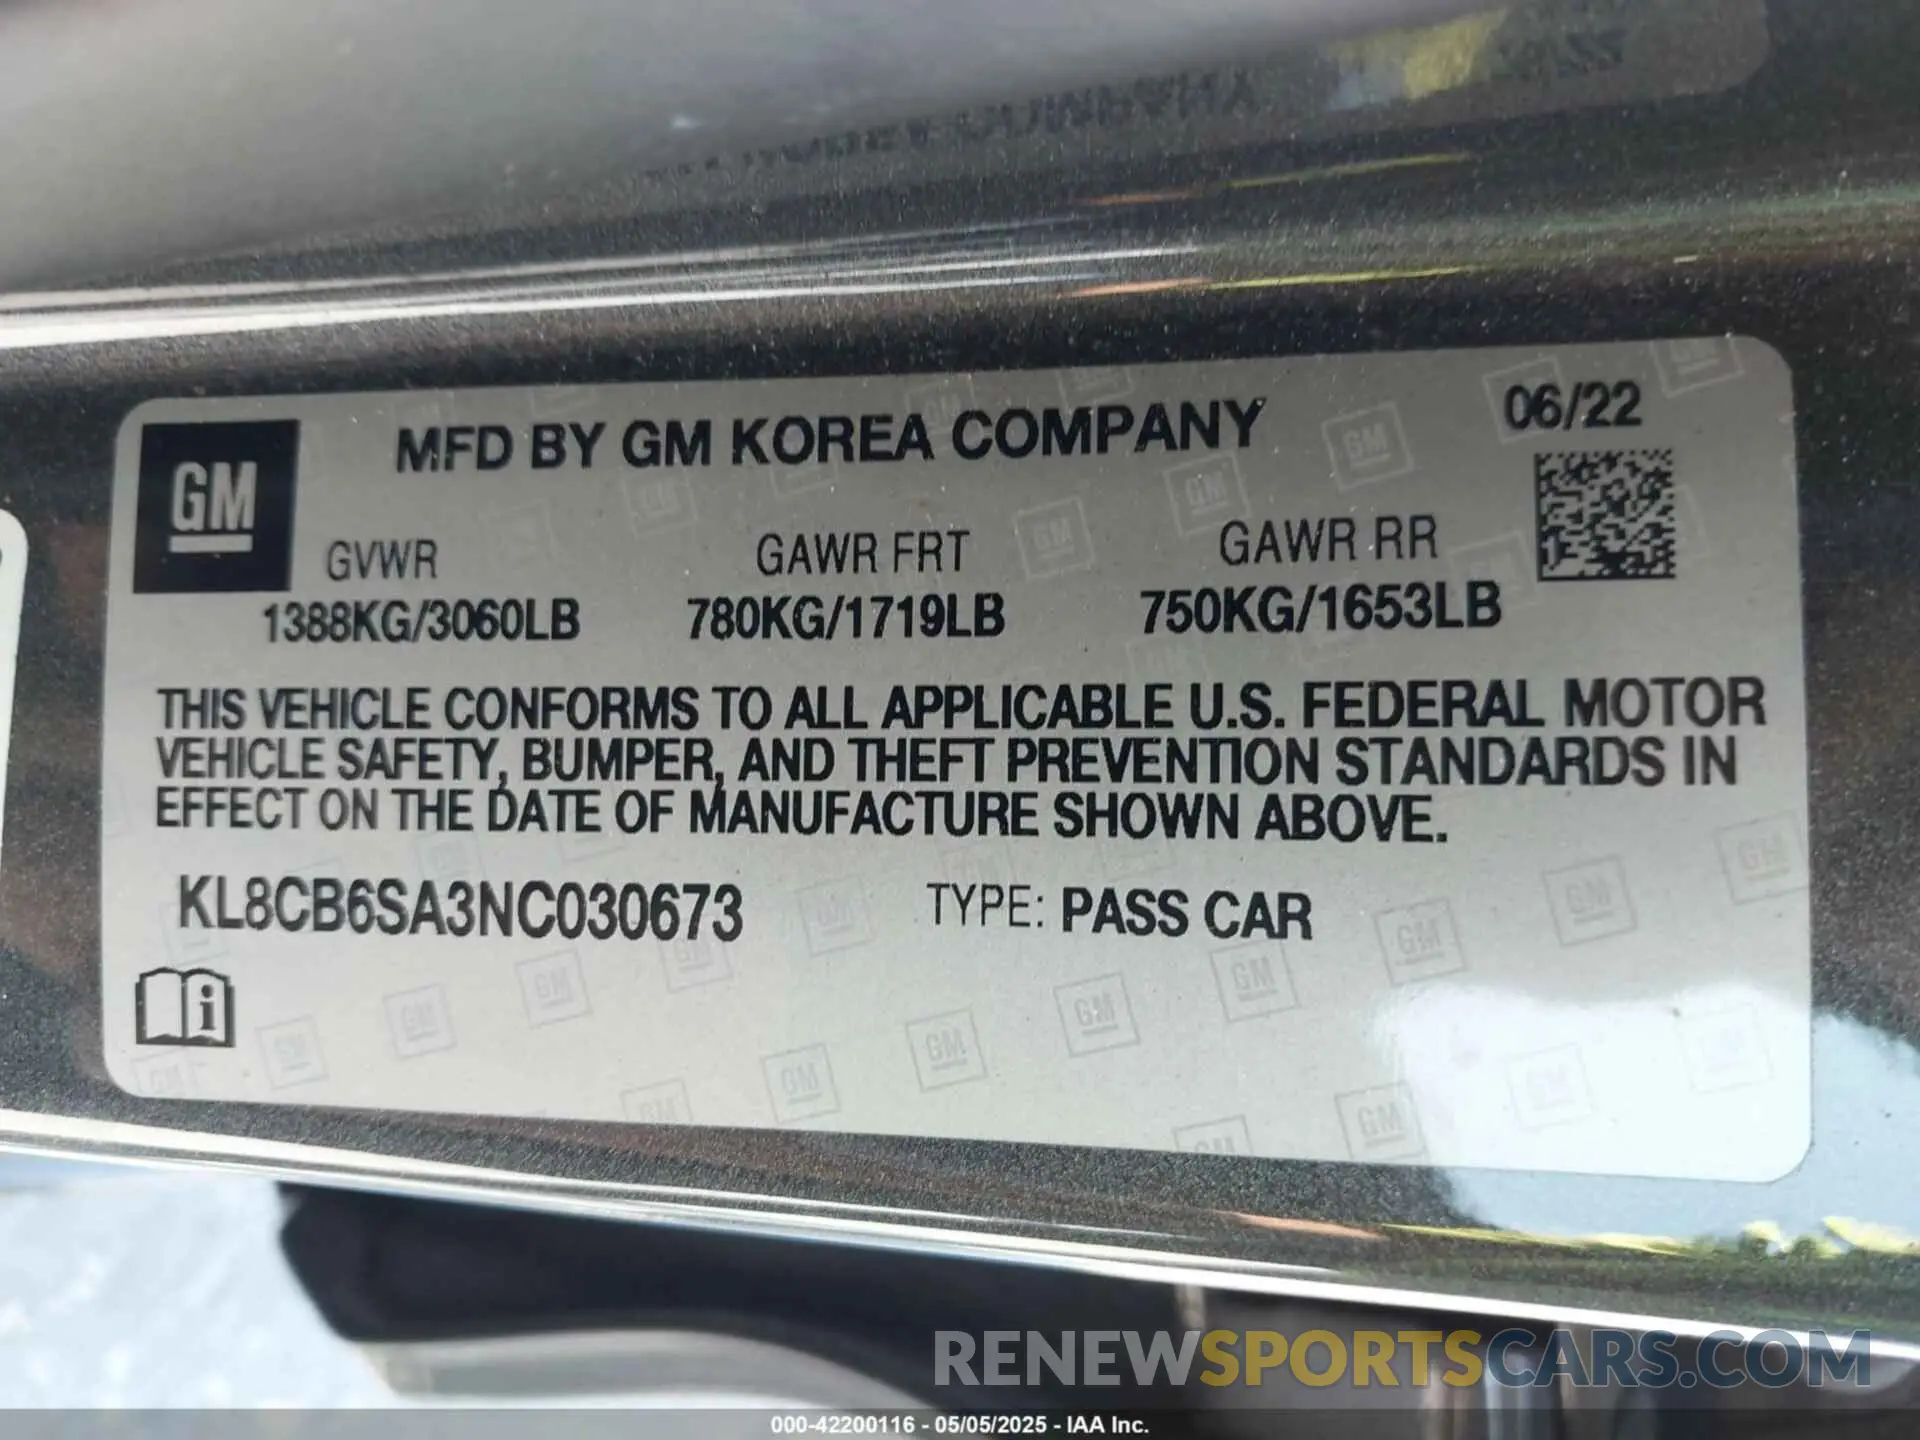 GM
MFD BY GM KOREA COMPANY
06/22
GVWR GAWR FRT GAWR RR
1388KG/3060LB 780KG/1719LB 750KG/1653LB
THIS VEHICLE CONFORMS TO ALL APPLICABLE U.S. FEDERAL MOTOR
VEHICLE SAFETY, BUMPER, AND THEFT PREVENTION STANDARDS IN
EFFECT ON THE DATE OF MANUFACTURE SHOWN ABOVE.
KL8CB6SA3NC030673 TYPE: PASS CAR
RENEWSPORTSCARS.COM
000-42200116 - 05/05/2025 - IAA Inc.